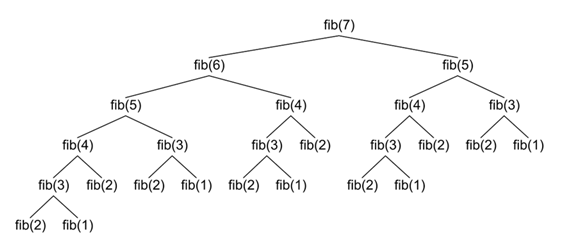 fib(7)
fib(6) fib(5)
fib(5) fib(4) fib(4) fib(3)
fib(4) fib(3) fib(3) fib(2) fib(3) fib(2) fib(2) fib(1)
fib(3) fib(2) fib(2) fib(1) fib(2) fib(1) fib(2) fib(1)
fib(2) fib(1)